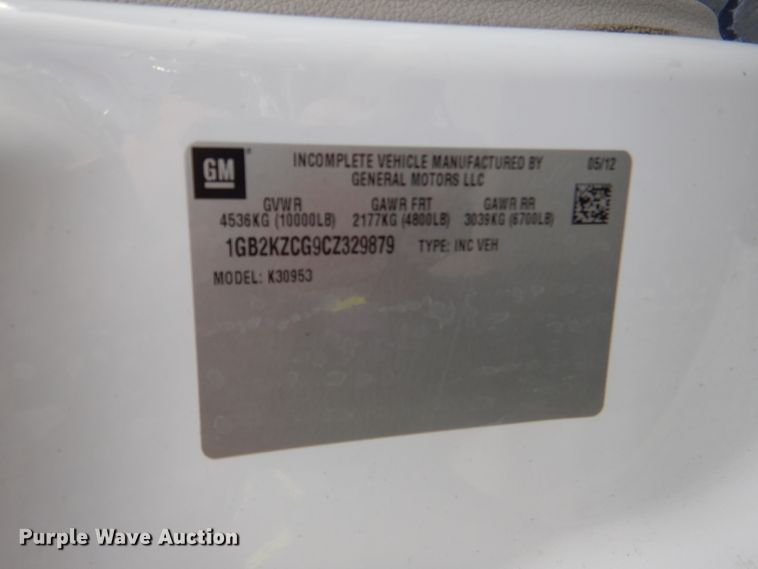 GM INCOMPLETE VEHICLE MANUFACTURED BY 05/12
GENERAL MOTORS LLC
GVWR GAWR FRT GAWR RR
4536KG (10000LB) 2177KG (4800LB) 3039KG (6700LB)
1GB2KZCG9CZ329879 TYPE: INC VEH
MODEL: K30953
Purple Wave Auction